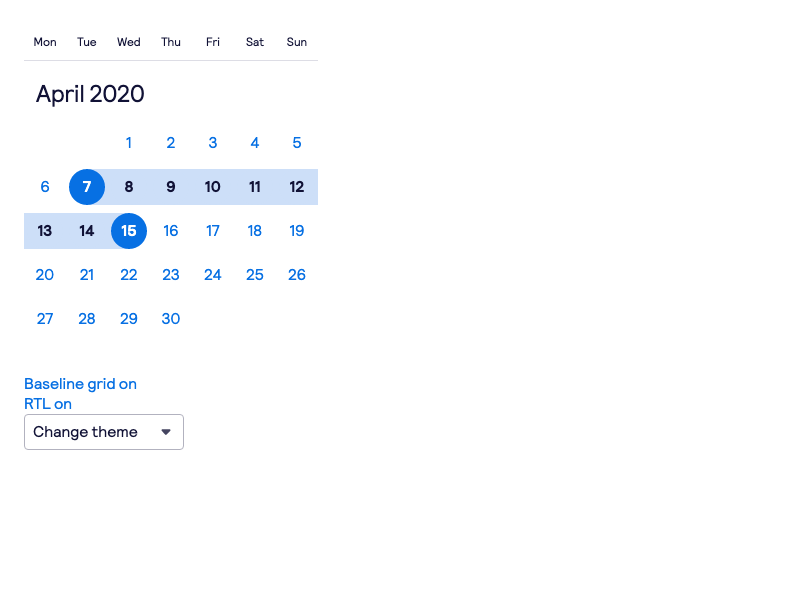 Mon Tue Wed Thu Fri Sat Sun
April 2020
1 2 3 4 5
6 7 8 9 10 11 12
13 14 15 16 17 18 19
20 21 22 23 24 25 26
27 28 29 30
Baseline grid on
RTL on
Change theme